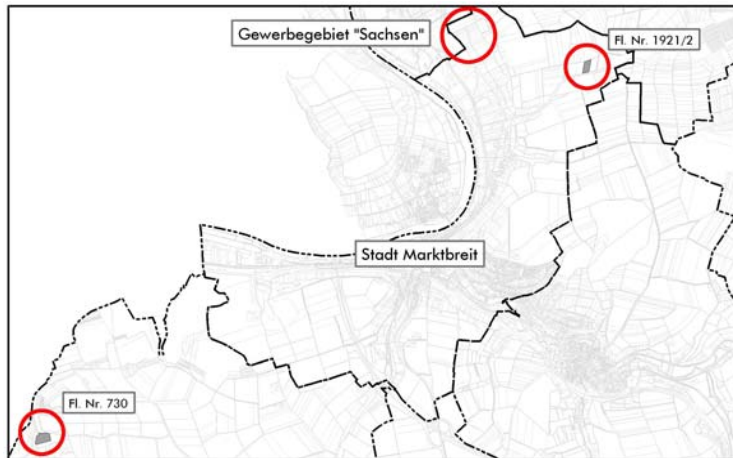 Gewerbegebiet "Sachsen"
Fl. Nr. 1921/2
Stadt Marktbreit
Fl. Nr. 730